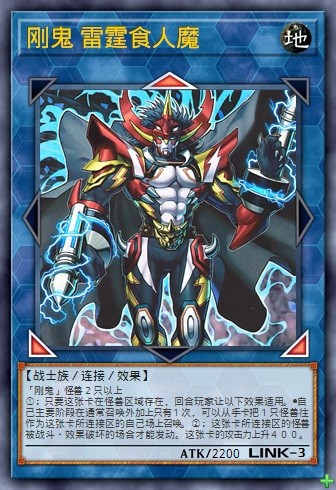 刚鬼 雷霆食人魔
地
【战士族／连接／效果】
「刚鬼」怪兽２只以上
①：只要这张卡在怪兽区域存在，回合玩家让以下效果适用。●自
己主要阶段在通常召唤外加上只有１次，可以从手卡把１只怪兽往
作为这张卡所连接区的自己场上召唤。②：这张卡所连接区的怪兽
被战斗・效果破坏的场合才能发动。这张卡的攻击力上升４００。
ATK/2200 LINK-3